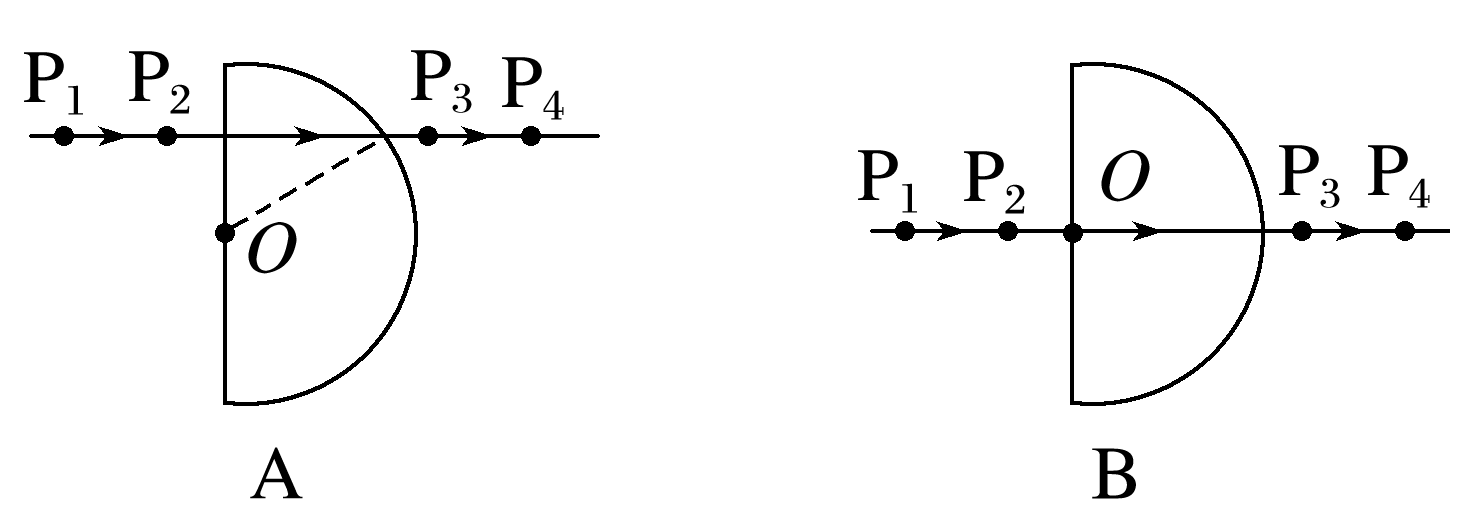 P₁ P₂ P₃ P₄
O
A
P₁ P₂ O P₃ P₄
B